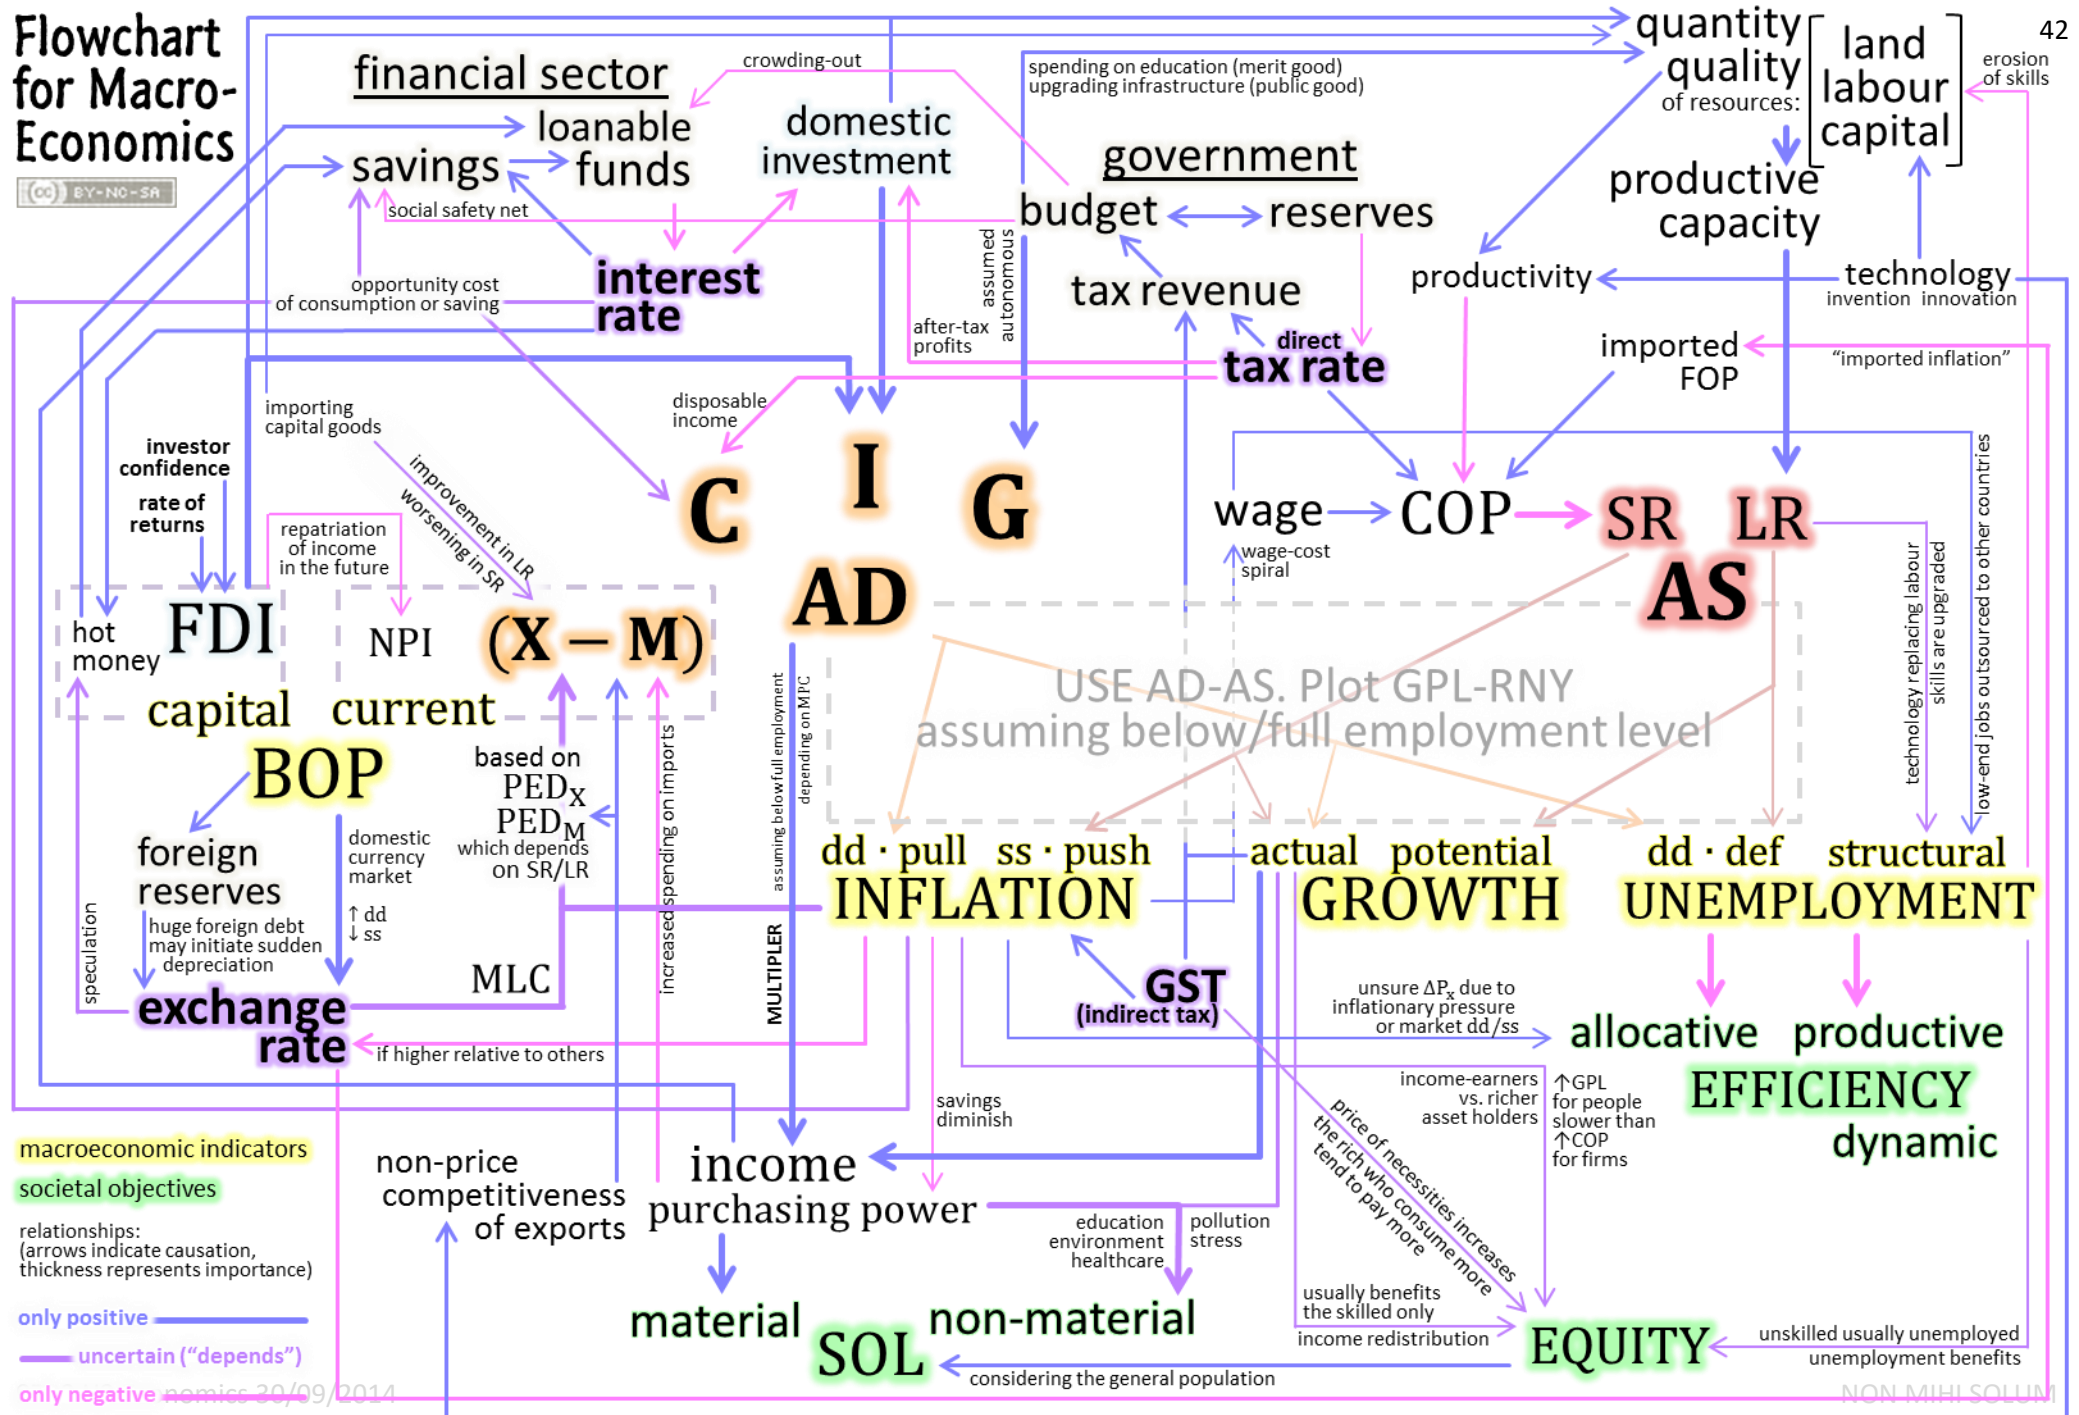 Flowchart
for Macro-
Economics
CC BY-NC-SA
42
financial sector
crowding-out
loanable
funds
savings
social safety net
domestic
investment
spending on education (merit good)
upgrading infrastructure (public good)
government
budget
reserves
assumed
autonomous
tax revenue
direct
tax rate
after-tax
profits
disposable
income
quantity
quality
of resources:
land
labour
capital
erosion
of skills
productive
capacity
productivity
technology
invention innovation
imported
FOP
"imported inflation"
interest
rate
opportunity cost
of consumption or saving
importing
capital goods
investor
confidence
rate of
returns
repatriation
of income
in the future
improvement in LR
worsening in SR
C
I
G
AD
wage
wage-cost
spiral
COP
SR
LR
AS
technology replacing labour
skills are upgraded
low-end jobs outsourced to other countries
hot
money
FDI
NPI
(X – M)
capital
current
BOP
USE AD-AS. Plot GPL-RNY
assuming below/full employment level
based on
PEDX
PEDM
which depends
on SR/LR
increased spending on imports
assuming below full employment
depending on MPC
MULTIPLER
foreign
reserves
huge foreign debt
may initiate sudden
depreciation
domestic
currency
market
↑ dd
↓ ss
speculation
exchange
rate
MLC
if higher relative to others
dd · pull ss · push
INFLATION
actual potential
GROWTH
dd · def structural
UNEMPLOYMENT
GST
(indirect tax)
unsure ΔPx due to
inflationary pressure
or market dd/ss
allocative productive
EFFICIENCY
dynamic
savings
diminish
income-earners
vs. richer
asset holders
↑GPL
for people
slower than
↑COP
for firms
price of necessities increases
the rich who consume more
tend to pay more
income
purchasing power
non-price
competitiveness
of exports
education
environment
healthcare
pollution
stress
usually benefits
the skilled only
income redistribution
material
non-material
SOL
considering the general population
EQUITY
unskilled usually unemployed
unemployment benefits
macroeconomic indicators
societal objectives
relationships:
(arrows indicate causation,
thickness represents importance)
only positive
uncertain ("depends")
only negative
nomics 30/09/2014
NON MIHI SOLUM